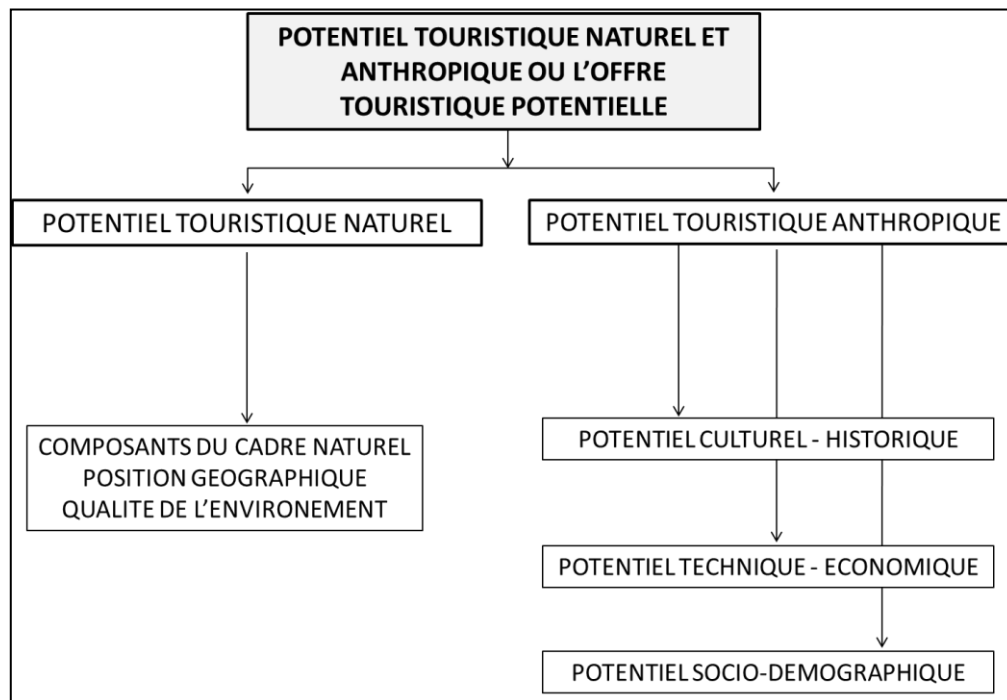 POTENTIEL TOURISTIQUE NATUREL ET
ANTHROPIQUE OU L’OFFRE
TOURISTIQUE POTENTIELLE
POTENTIEL TOURISTIQUE NATUREL
POTENTIEL TOURISTIQUE ANTHROPIQUE
COMPOSANTS DU CADRE NATUREL
POSITION GEOGRAPHIQUE
QUALITE DE L’ENVIRONEMENT
POTENTIEL CULTUREL - HISTORIQUE
POTENTIEL TECHNIQUE - ECONOMIQUE
POTENTIEL SOCIO-DEMOGRAPHIQUE